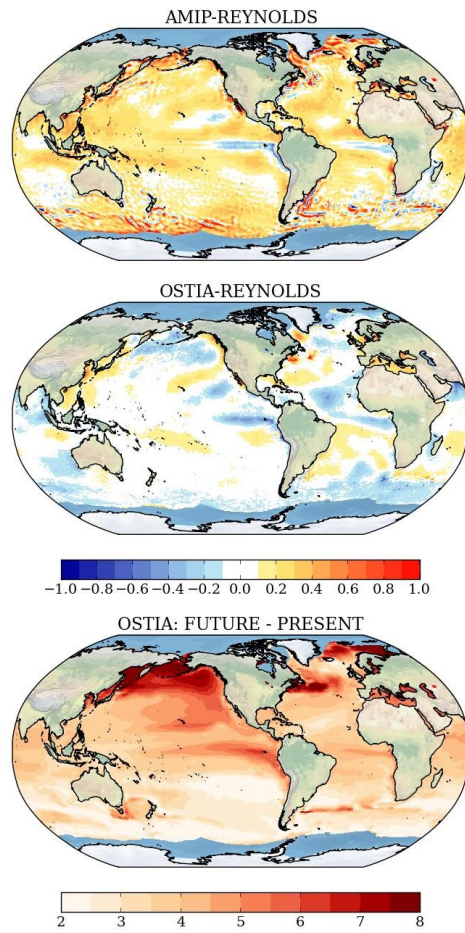 AMIP-REYNOLDS
OSTIA-REYNOLDS
−1.0−0.8−0.6−0.4−0.2 0.0 0.2 0.4 0.6 0.8 1.0
OSTIA: FUTURE - PRESENT
2 3 4 5 6 7 8